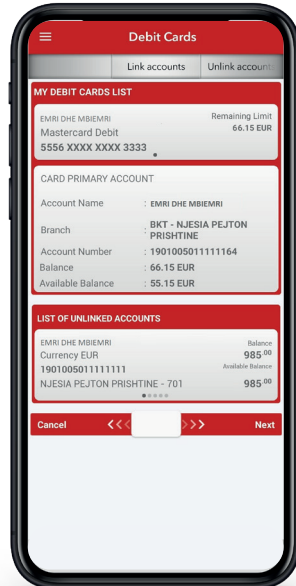 Debit Cards
Link accounts Unlink account
MY DEBIT CARDS LIST
EMRI DHE MBIEMRI Remaining Limit
Mastercard Debit 66.15 EUR
5556 XXXX XXXX 3333
CARD PRIMARY ACCOUNT
Account Name : EMRI DHE MBIEMRI
Branch : BKT - NJESIA PEJTON
PRISHTINE
Account Number : 1901005011111164
Balance : 66.15 EUR
Available Balance : 55.15 EUR
LIST OF UNLINKED ACCOUNTS
EMRI DHE MBIEMRI Balance
Currency EUR 985.00
1901005011111111 Available Balance
NJESIA PEJTON PRISHTINE - 701 985.00
Cancel <<< >>> Next